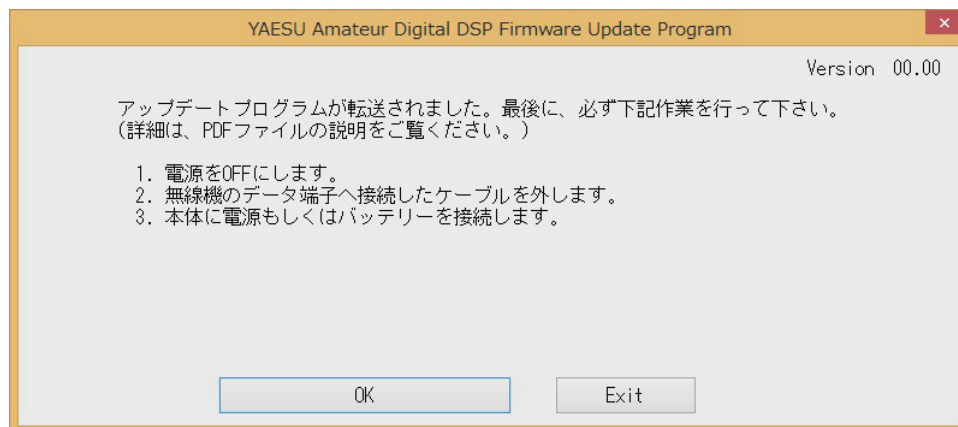 YAESU Amateur Digital DSP Firmware Update Program
Version 00.00
アップデートプログラムが転送されました。最後に、必ず下記作業を行って下さい。
(詳細は、PDFファイルの説明をご覧ください。)
1. 電源をOFFにします。
2. 無線機のデータ端子へ接続したケーブルを外します。
3. 本体に電源もしくはバッテリーを接続します。
OK
Exit